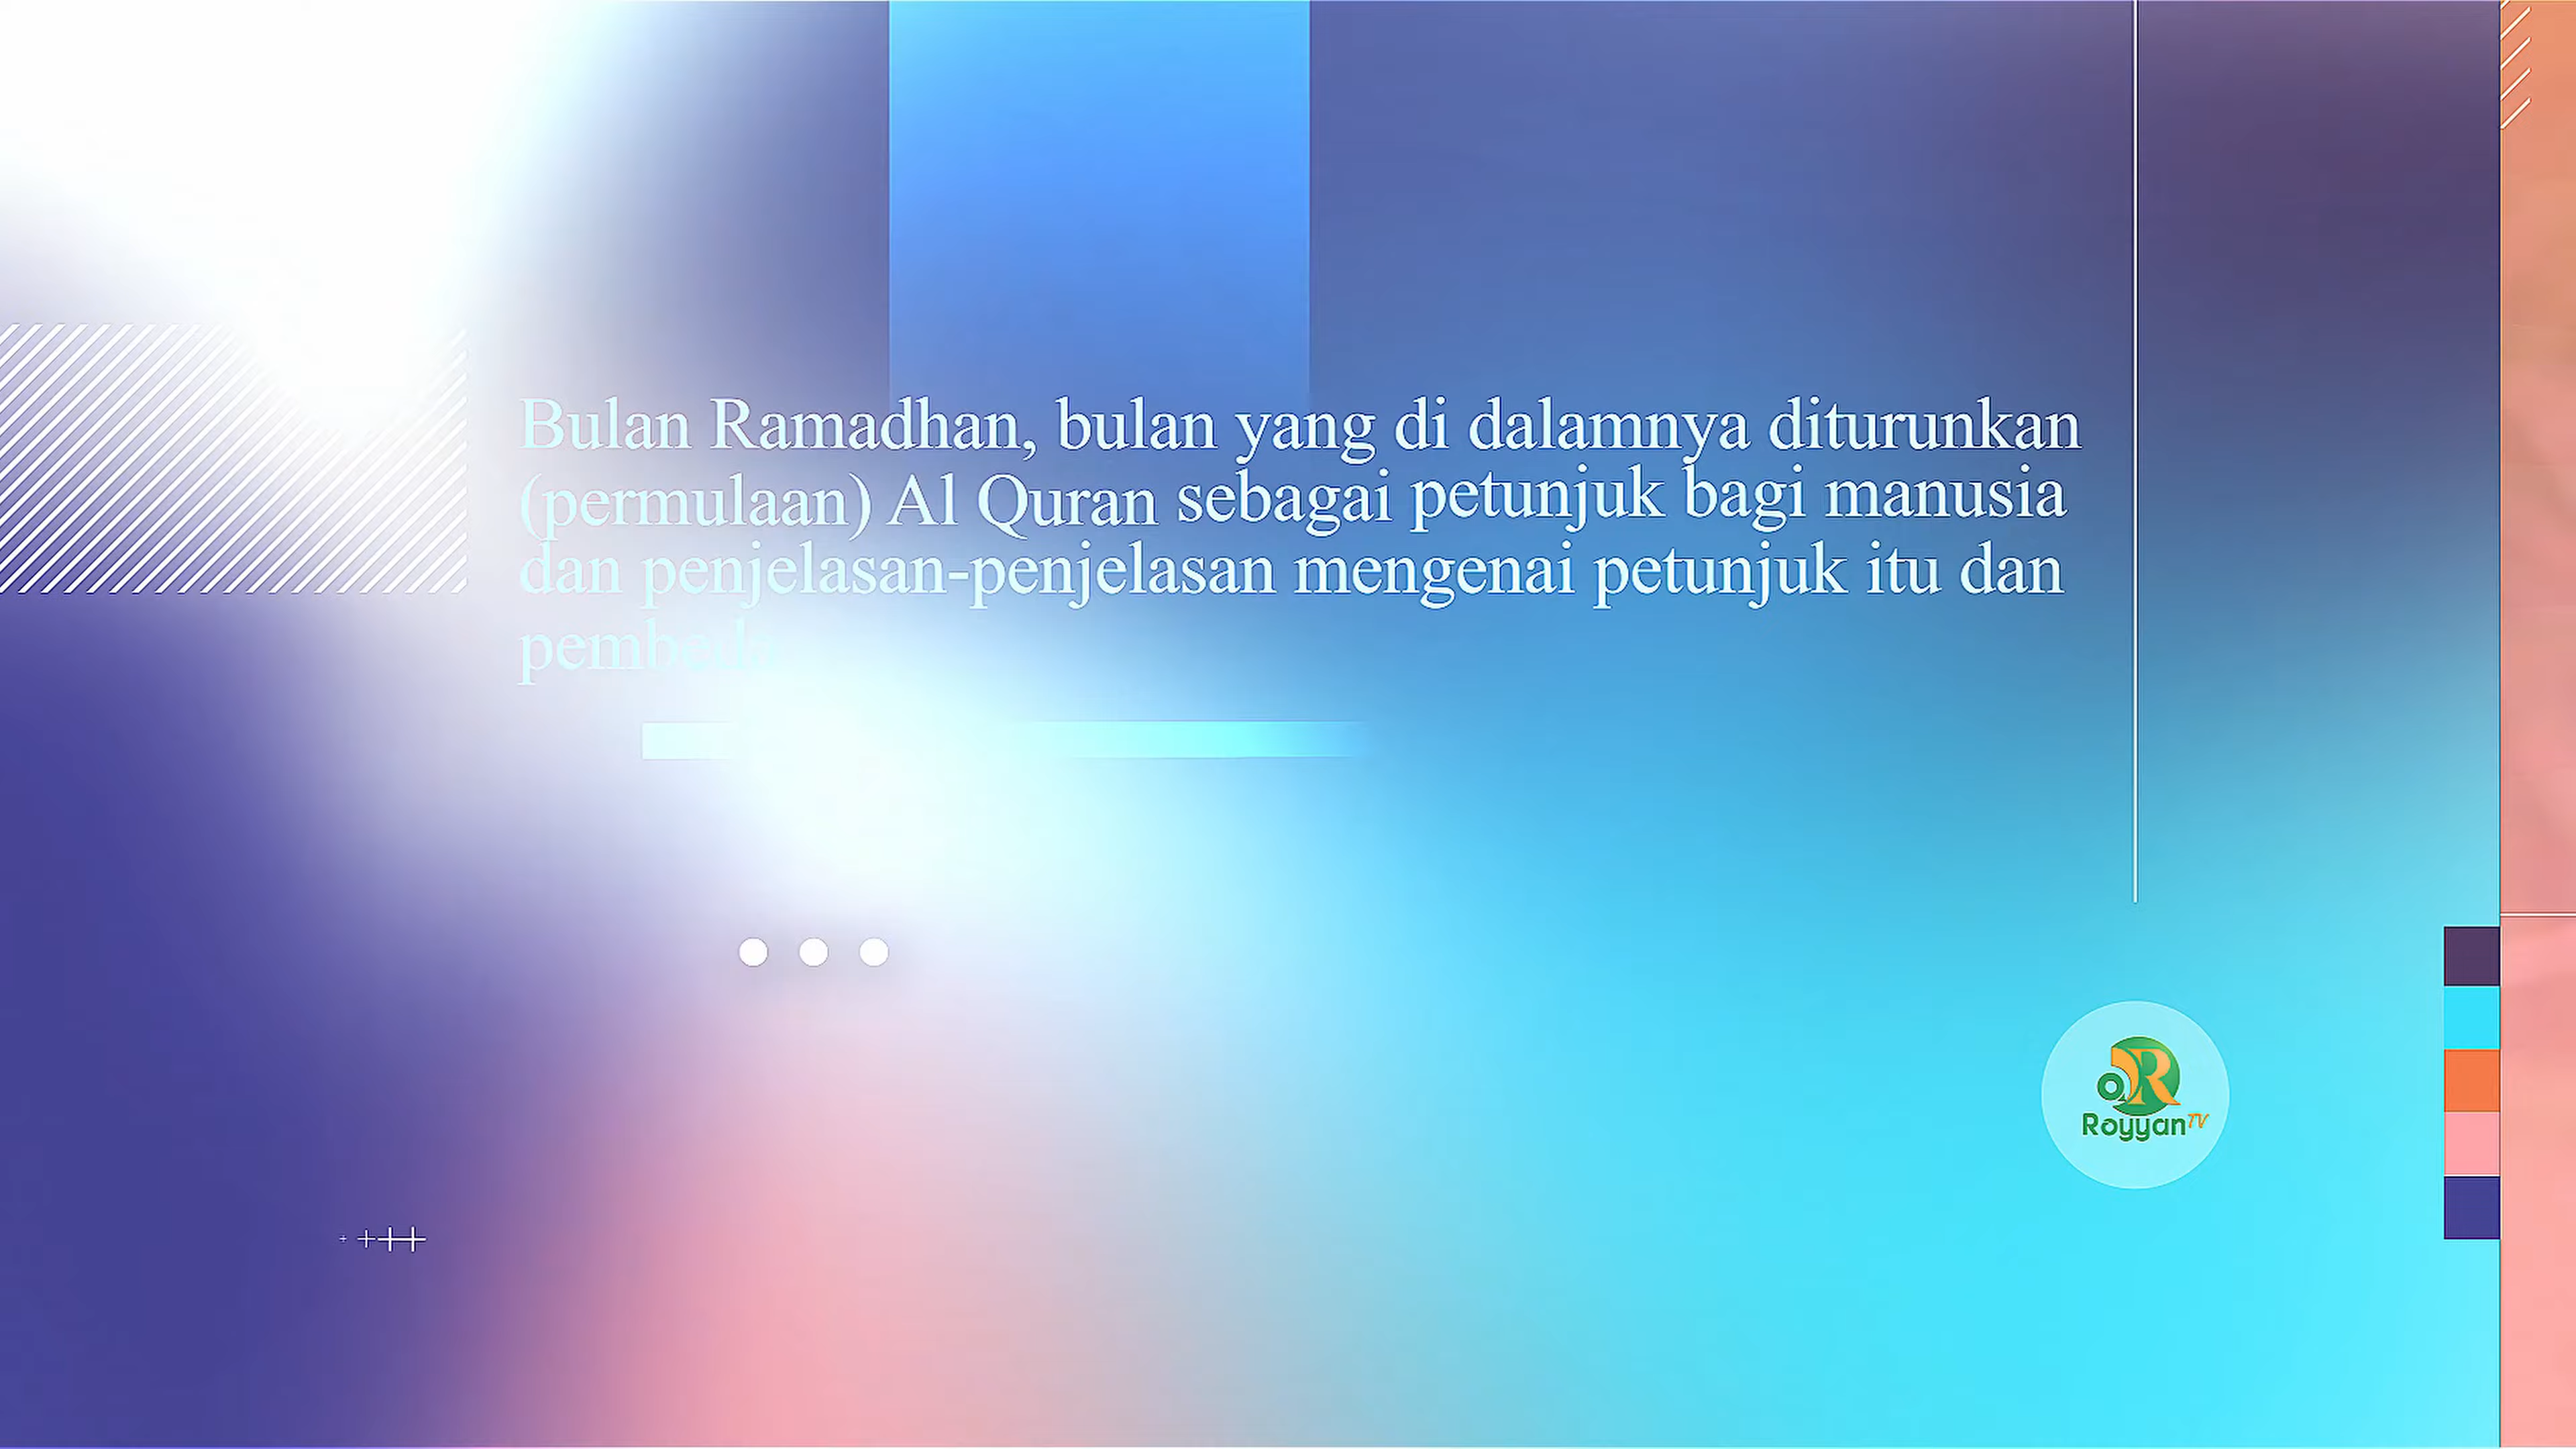 Bulan Ramadhan, bulan yang di dalamnya diturunkan
(permulaan) Al Quran sebagai petunjuk bagi manusia
dan penjelasan-penjelasan mengenai petunjuk itu dan
pembeda
Royyan TV